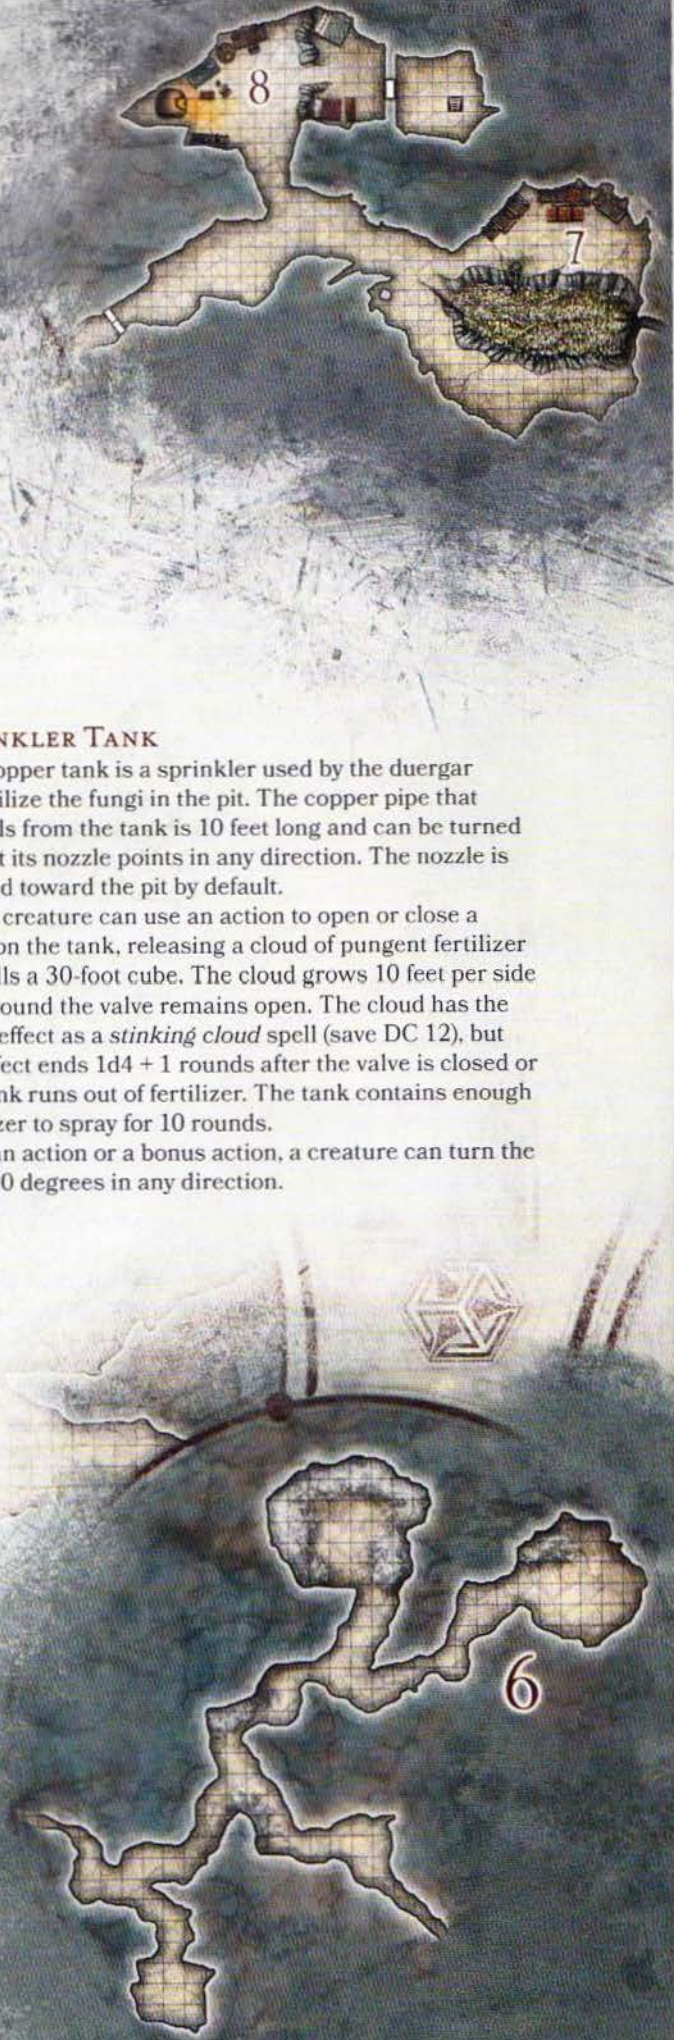 8
7
NKLER TANK
opper tank is a sprinkler used by the duergar
ilize the fungi in the pit. The copper pipe that
ls from the tank is 10 feet long and can be turned
t its nozzle points in any direction. The nozzle is
d toward the pit by default.
creature can use an action to open or close a
on the tank, releasing a cloud of pungent fertilizer
lls a 30-foot cube. The cloud grows 10 feet per side
ound the valve remains open. The cloud has the
effect as a stinking cloud spell (save DC 12), but
fect ends 1d4 + 1 rounds after the valve is closed or
nk runs out of fertilizer. The tank contains enough
zer to spray for 10 rounds.
an action or a bonus action, a creature can turn the
0 degrees in any direction.
6